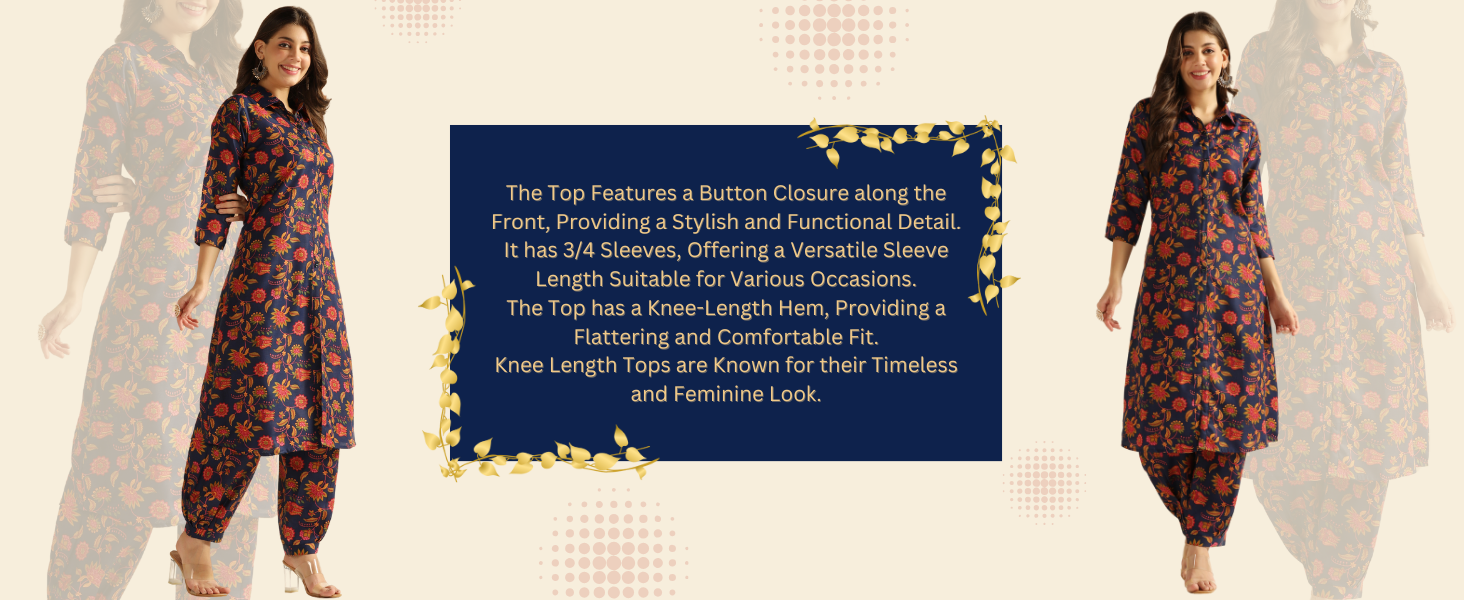 The Top Features a Button Closure along the
Front, Providing a Stylish and Functional Detail.
It has 3/4 Sleeves, Offering a Versatile Sleeve
Length Suitable for Various Occasions.
The Top has a Knee-Length Hem, Providing a
Flattering and Comfortable Fit.
Knee Length Tops are Known for their Timeless
and Feminine Look.